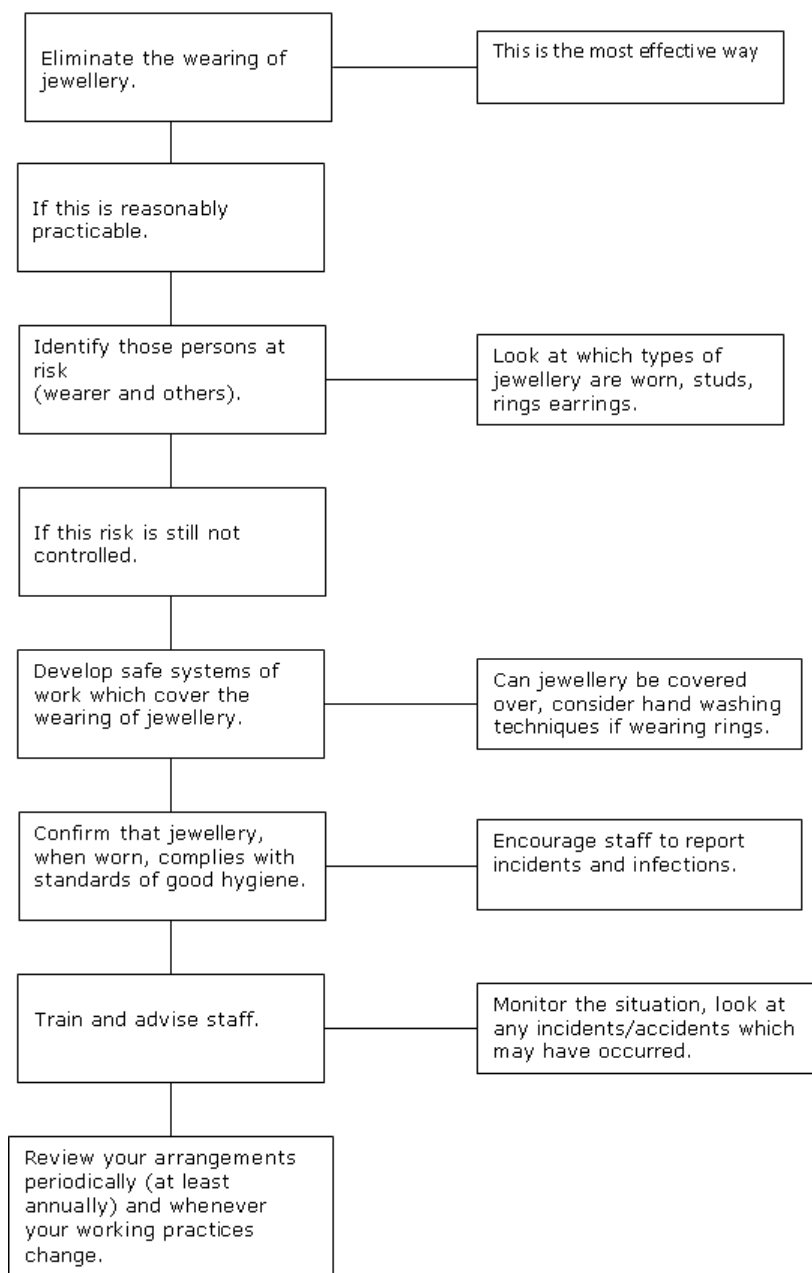 Eliminate the wearing of
jewellery.
This is the most effective way
If this is reasonably
practicable.
Identify those persons at
risk
(wearer and others).
Look at which types of
jewellery are worn, studs,
rings earrings.
If this risk is still not
controlled.
Develop safe systems of
work which cover the
wearing of jewellery.
Can jewellery be covered
over, consider hand washing
techniques if wearing rings.
Confirm that jewellery,
when worn, complies with
standards of good hygiene.
Encourage staff to report
incidents and infections.
Train and advise staff.
Monitor the situation, look at
any incidents/accidents which
may have occurred.
Review your arrangements
periodically (at least
annually) and whenever
your working practices
change.